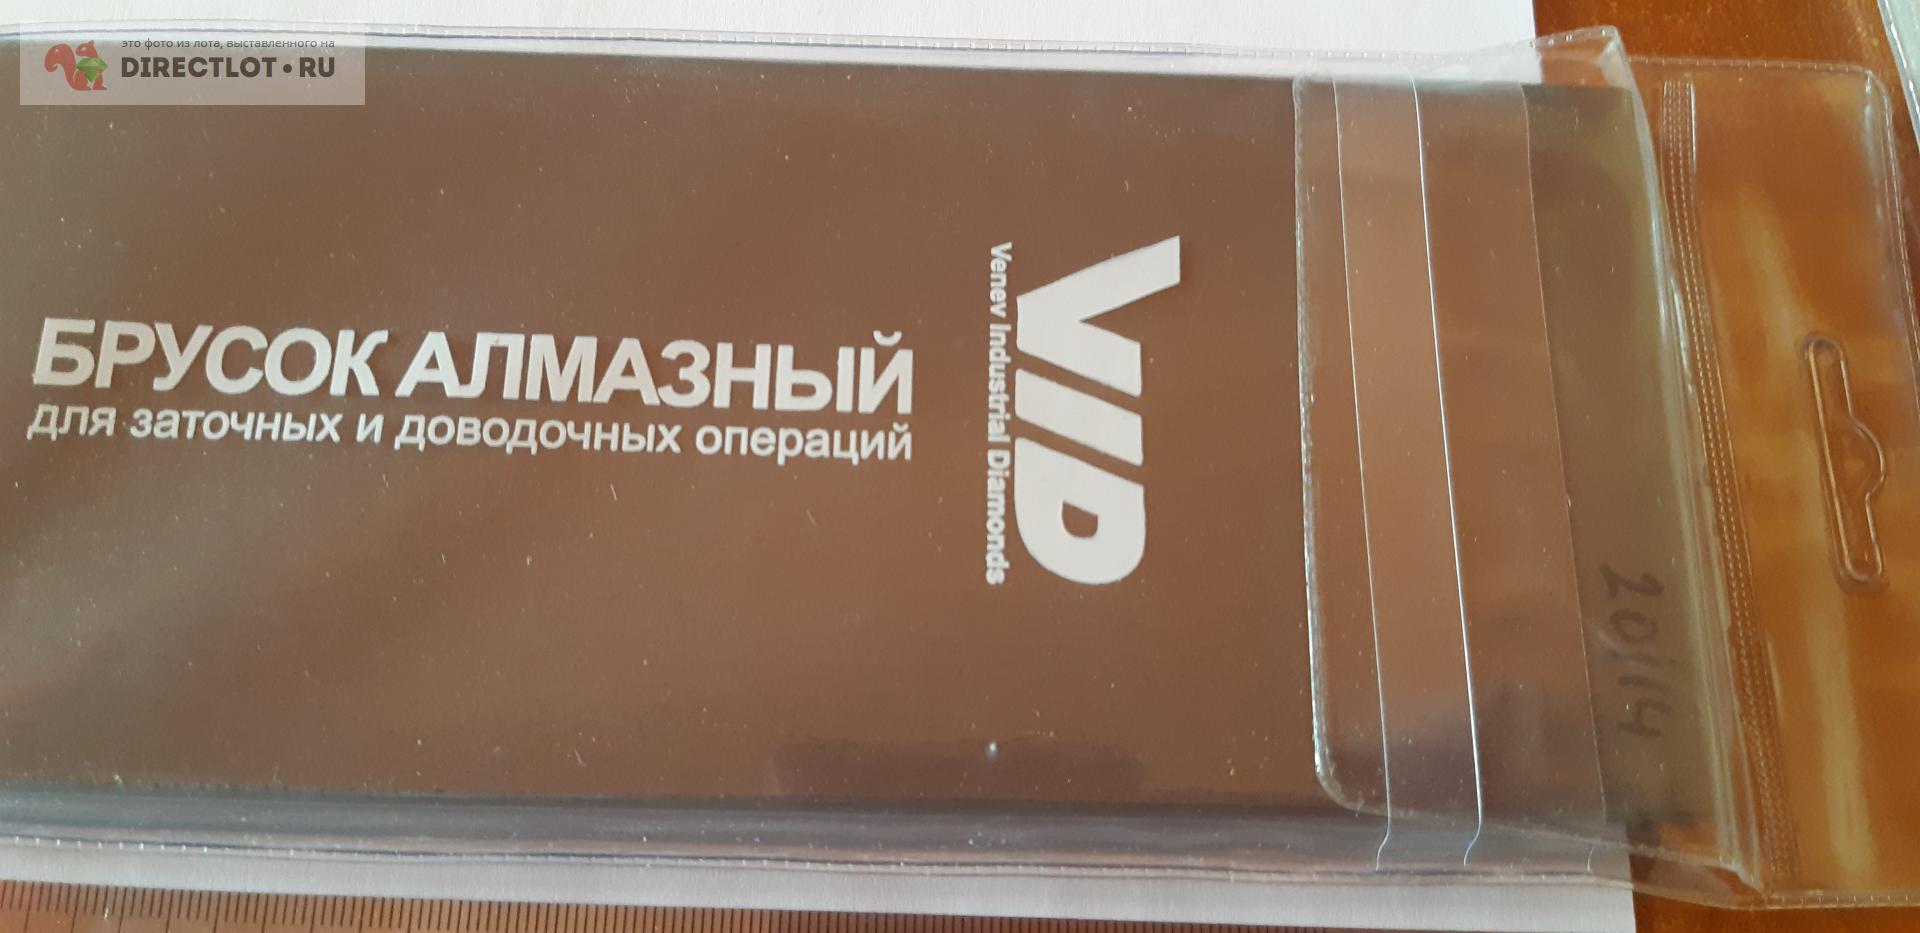 это фото из лота, выставленного на
DIRECTLOT•RU
БРУСОК АЛМАЗНЫЙ
для заточных и доводочных операций
VID
Venev Industrial Diamonds
20/14